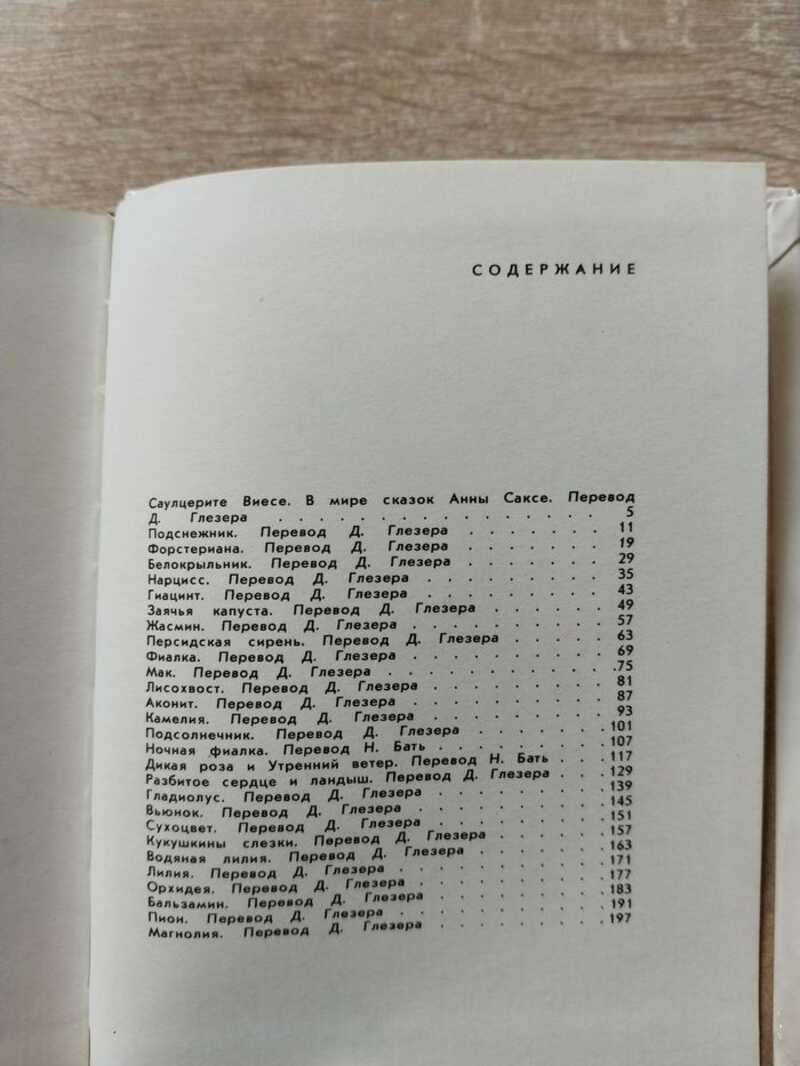 СОДЕРЖАНИЕ
Саулцерите Виесе. В мире сказок Анны Саксе. Перевод
Д. Глезера . . . . . . . . . . . . . . . 5
Подснежник. Перевод Д. Глезера . . . . . . . 11
Форстериана. Перевод Д. Глезера . . . . . . . 19
Белокрыльник. Перевод Д. Глезера . . . . . . . 29
Нарцисс. Перевод Д. Глезера . . . . . . . . . 35
Гиацинт. Перевод Д. Глезера . . . . . . . . . 43
Заячья капуста. Перевод Д. Глезера . . . . . . 49
Жасмин. Перевод Д. Глезера . . . . . . . . . 57
Персидская сирень. Перевод Д. Глезера . . . . . 63
Фиалка. Перевод Д. Глезера . . . . . . . . . 69
Мак. Перевод Д. Глезера . . . . . . . . . . 75
Лисохвост. Перевод Д. Глезера . . . . . . . . 81
Аконит. Перевод Д. Глезера . . . . . . . . . 87
Камелия. Перевод Д. Глезера . . . . . . . . 93
Подсолнечник. Перевод Д. Глезера . . . . . . . 101
Ночная фиалка. Перевод Н. Бать . . . . . . . . 107
Дикая роза и Утренний ветер. Перевод Н. Бать . . . 117
Разбитое сердце и ландыш. Перевод Д. Глезера . . . 129
Гладиолус. Перевод Д. Глезера . . . . . . . . 139
Вьюнок. Перевод Д. Глезера . . . . . . . . . 145
Сухоцвет. Перевод Д. Глезера . . . . . . . . 151
Кукушкины слезки. Перевод Д. Глезера . . . . . . 157
Водяная лилия. Перевод Д. Глезера . . . . . . . 163
Лилия. Перевод Д. Глезера . . . . . . . . . 171
Орхидея. Перевод Д. Глезера . . . . . . . . . 177
Бальзамин. Перевод Д. Глезера . . . . . . . . 183
Пион. Перевод Д. Глезера . . . . . . . . . 191
Магнолия. Перевод Д. Глезера . . . . . . . . 197